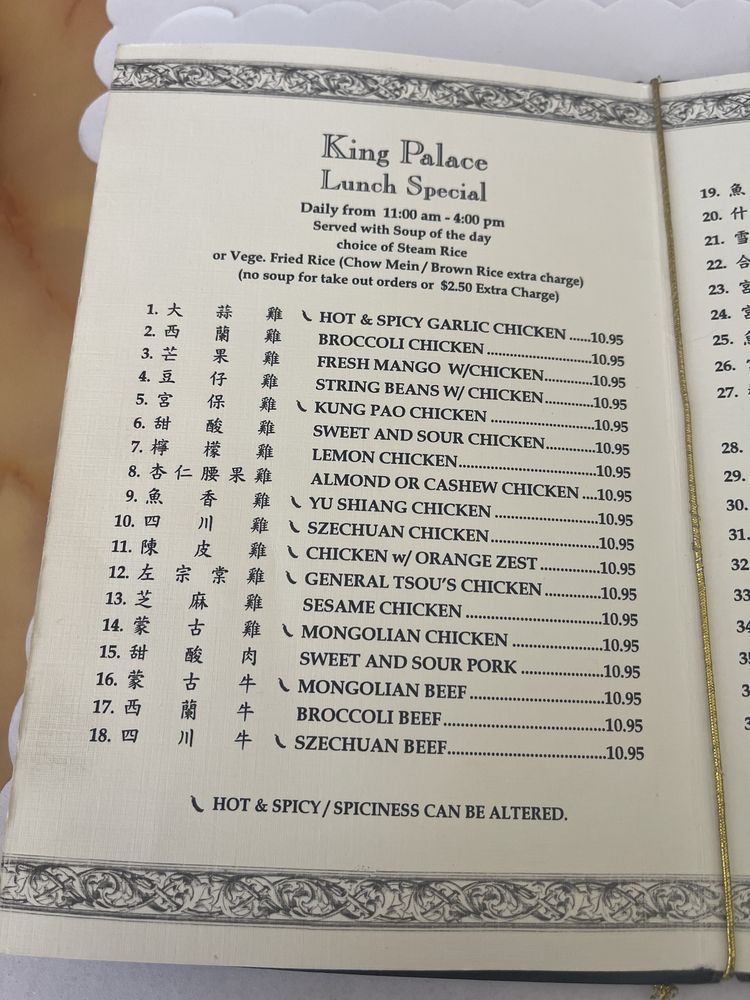 King Palace
Lunch Special
Daily from 11:00 am - 4:00 pm
Served with Soup of the day
choice of Steam Rice
or Vege. Fried Rice (Chow Mein / Brown Rice extra charge)
(no soup for take out orders or $2.50 Extra Charge)
1. 大蒜雞 HOT & SPICY GARLIC CHICKEN ......10.95
2. 西蘭雞 BROCCOLI CHICKEN ..............................10.95
3. 芒果雞 FRESH MANGO W/CHICKEN...................10.95
4. 豆仔雞 STRING BEANS W/ CHICKEN..................10.95
5. 宮保雞 KUNG PAO CHICKEN ..........................10.95
6. 甜酸雞 SWEET AND SOUR CHICKEN..................10.95
7. 檸檬雞 LEMON CHICKEN...............................10.95
8. 杏仁腰果雞 ALMOND OR CASHEW CHICKEN ....10.95
9. 魚香雞 YU SHIANG CHICKEN .........................10.95
10. 四川雞 SZECHUAN CHICKEN..........................10.95
11. 陳皮雞 CHICKEN w/ ORANGE ZEST ..............10.95
12. 左宗棠雞 GENERAL TSOU'S CHICKEN ..............10.95
13. 芝麻雞 SESAME CHICKEN ..............................10.95
14. 蒙古雞 MONGOLIAN CHICKEN .....................10.95
15. 甜酸肉 SWEET AND SOUR PORK .....................10.95
16. 蒙古牛 MONGOLIAN BEEF .............................10.95
17. 西蘭牛 BROCCOLI BEEF..................................10.95
18. 四川牛 SZECHUAN BEEF.................................10.95
HOT & SPICY / SPICINESS CAN BE ALTERED.
19. 魚
20. 什
21. 雪
22. 合
23. 宮
24. 宮
25.
26.
27.
28.
29.
30.
31.
32
33
34